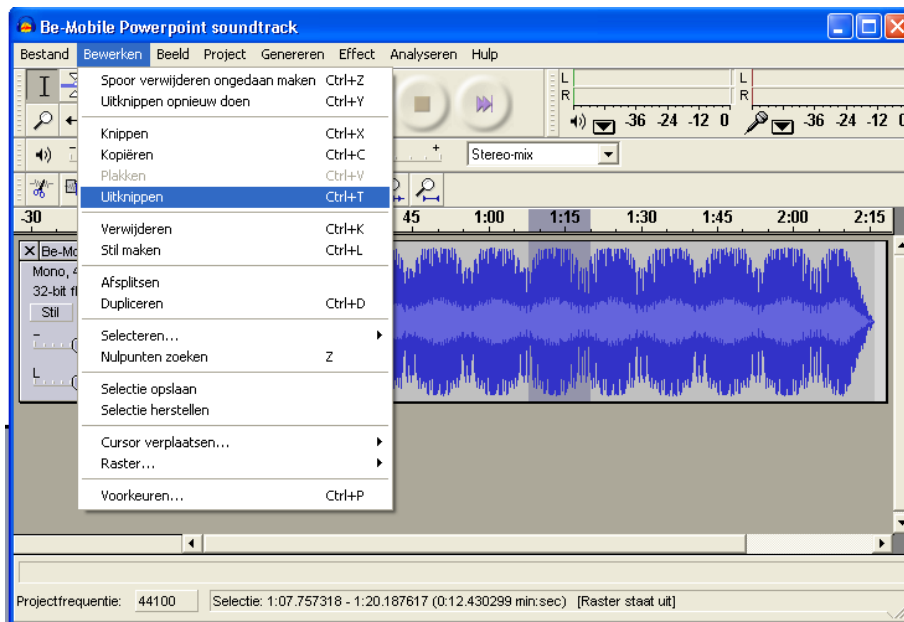 Be-Mobile Powerpoint soundtrack
Bestand Bewerken Beeld Project Genereren Effect Analyseren Hulp
Spoor verwijderen ongedaan maken Ctrl+Z
Uitknippen opnieuw doen Ctrl+Y
Knippen Ctrl+X
Kopiëren Ctrl+C
Plakken Ctrl+V
Uitknippen Ctrl+T
Verwijderen Ctrl+K
Stil maken Ctrl+L
Afsplitsen
Dupliceren Ctrl+D
Selecteren...
Nulpunten zoeken Z
Selectie opslaan
Selectie herstellen
Cursor verplaatsen...
Raster...
Voorkeuren... Ctrl+P
L L
R R
-36 -24 -12 0 -36 -24 -12 0
Stereo-mix
-30 45 1:00 1:15 1:30 1:45 2:00 2:15
Be-Mo
Mono, 4
32-bit fl
Stil
- +
L
Projectfrequentie: 44100 Selectie: 1:07.757318 - 1:20.187617 (0:12.430299 min:sec) [Raster staat uit]